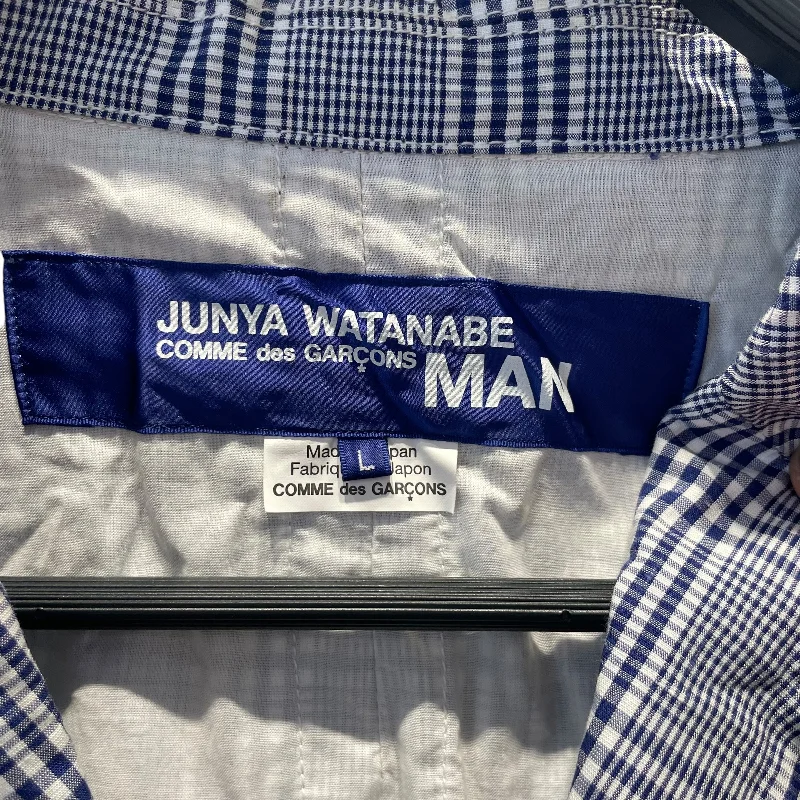 JUNYA WATANABE
COMME des GARÇONS MAN
L
COMME des GARÇONS